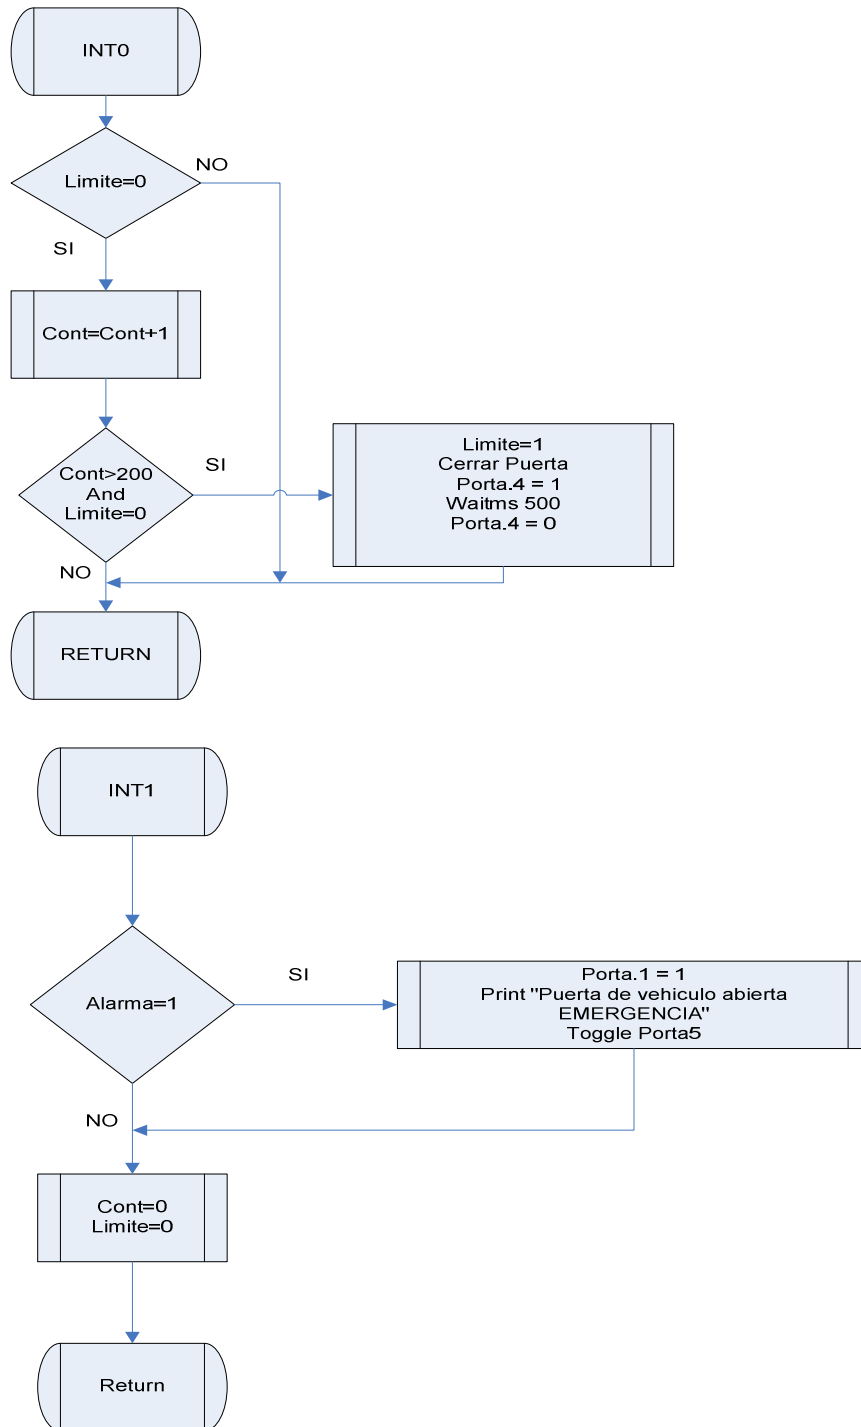 INT0
Limite=0
NO
SI
Cont=Cont+1
Cont>200
And
Limite=0
SI
Limite=1
Cerrar Puerta
Porta.4 = 1
Waitms 500
Porta.4 = 0
NO
RETURN
INT1
Alarma=1
SI
Porta.1 = 1
Print "Puerta de vehiculo abierta
EMERGENCIA"
Toggle Porta5
NO
Cont=0
Limite=0
Return